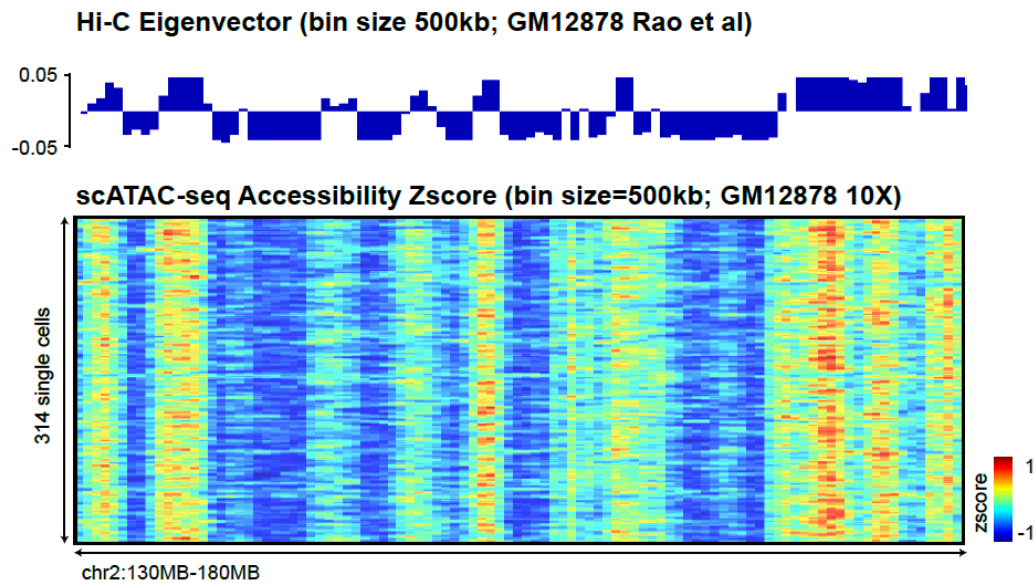 Hi-C Eigenvector (bin size 500kb; GM12878 Rao et al)
0.05
-0.05
scATAC-seq Accessibility Zscore (bin size=500kb; GM12878 10X)
314 single cells
zscore
1
-1
chr2:130MB-180MB